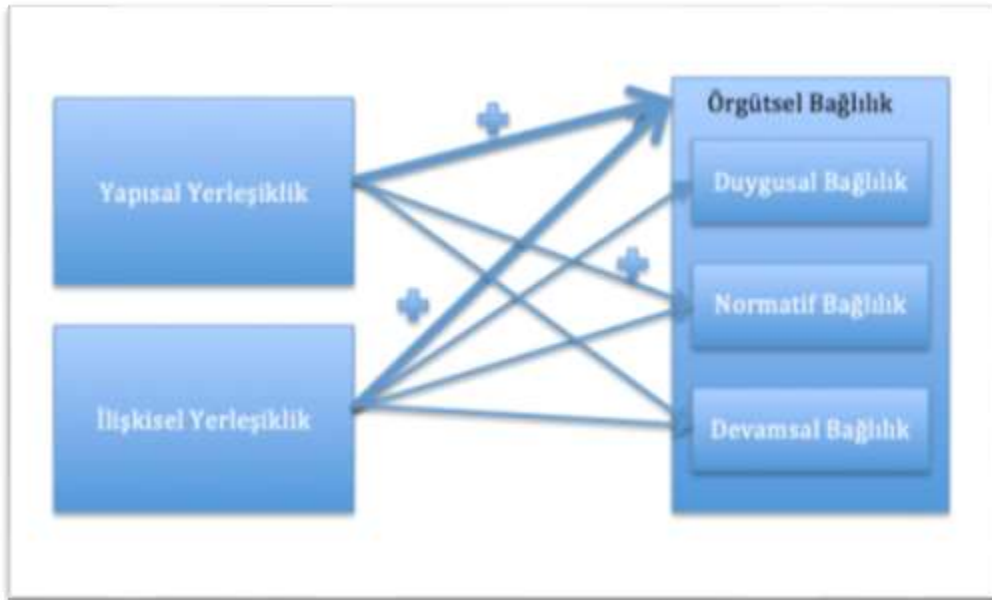 Örgütsel Bağlılık
Yapısal Yerleşiklik
Duygusal Bağlılık
Normatif Bağlılık
İlişkisel Yerleşiklik
Devamsal Bağlılık